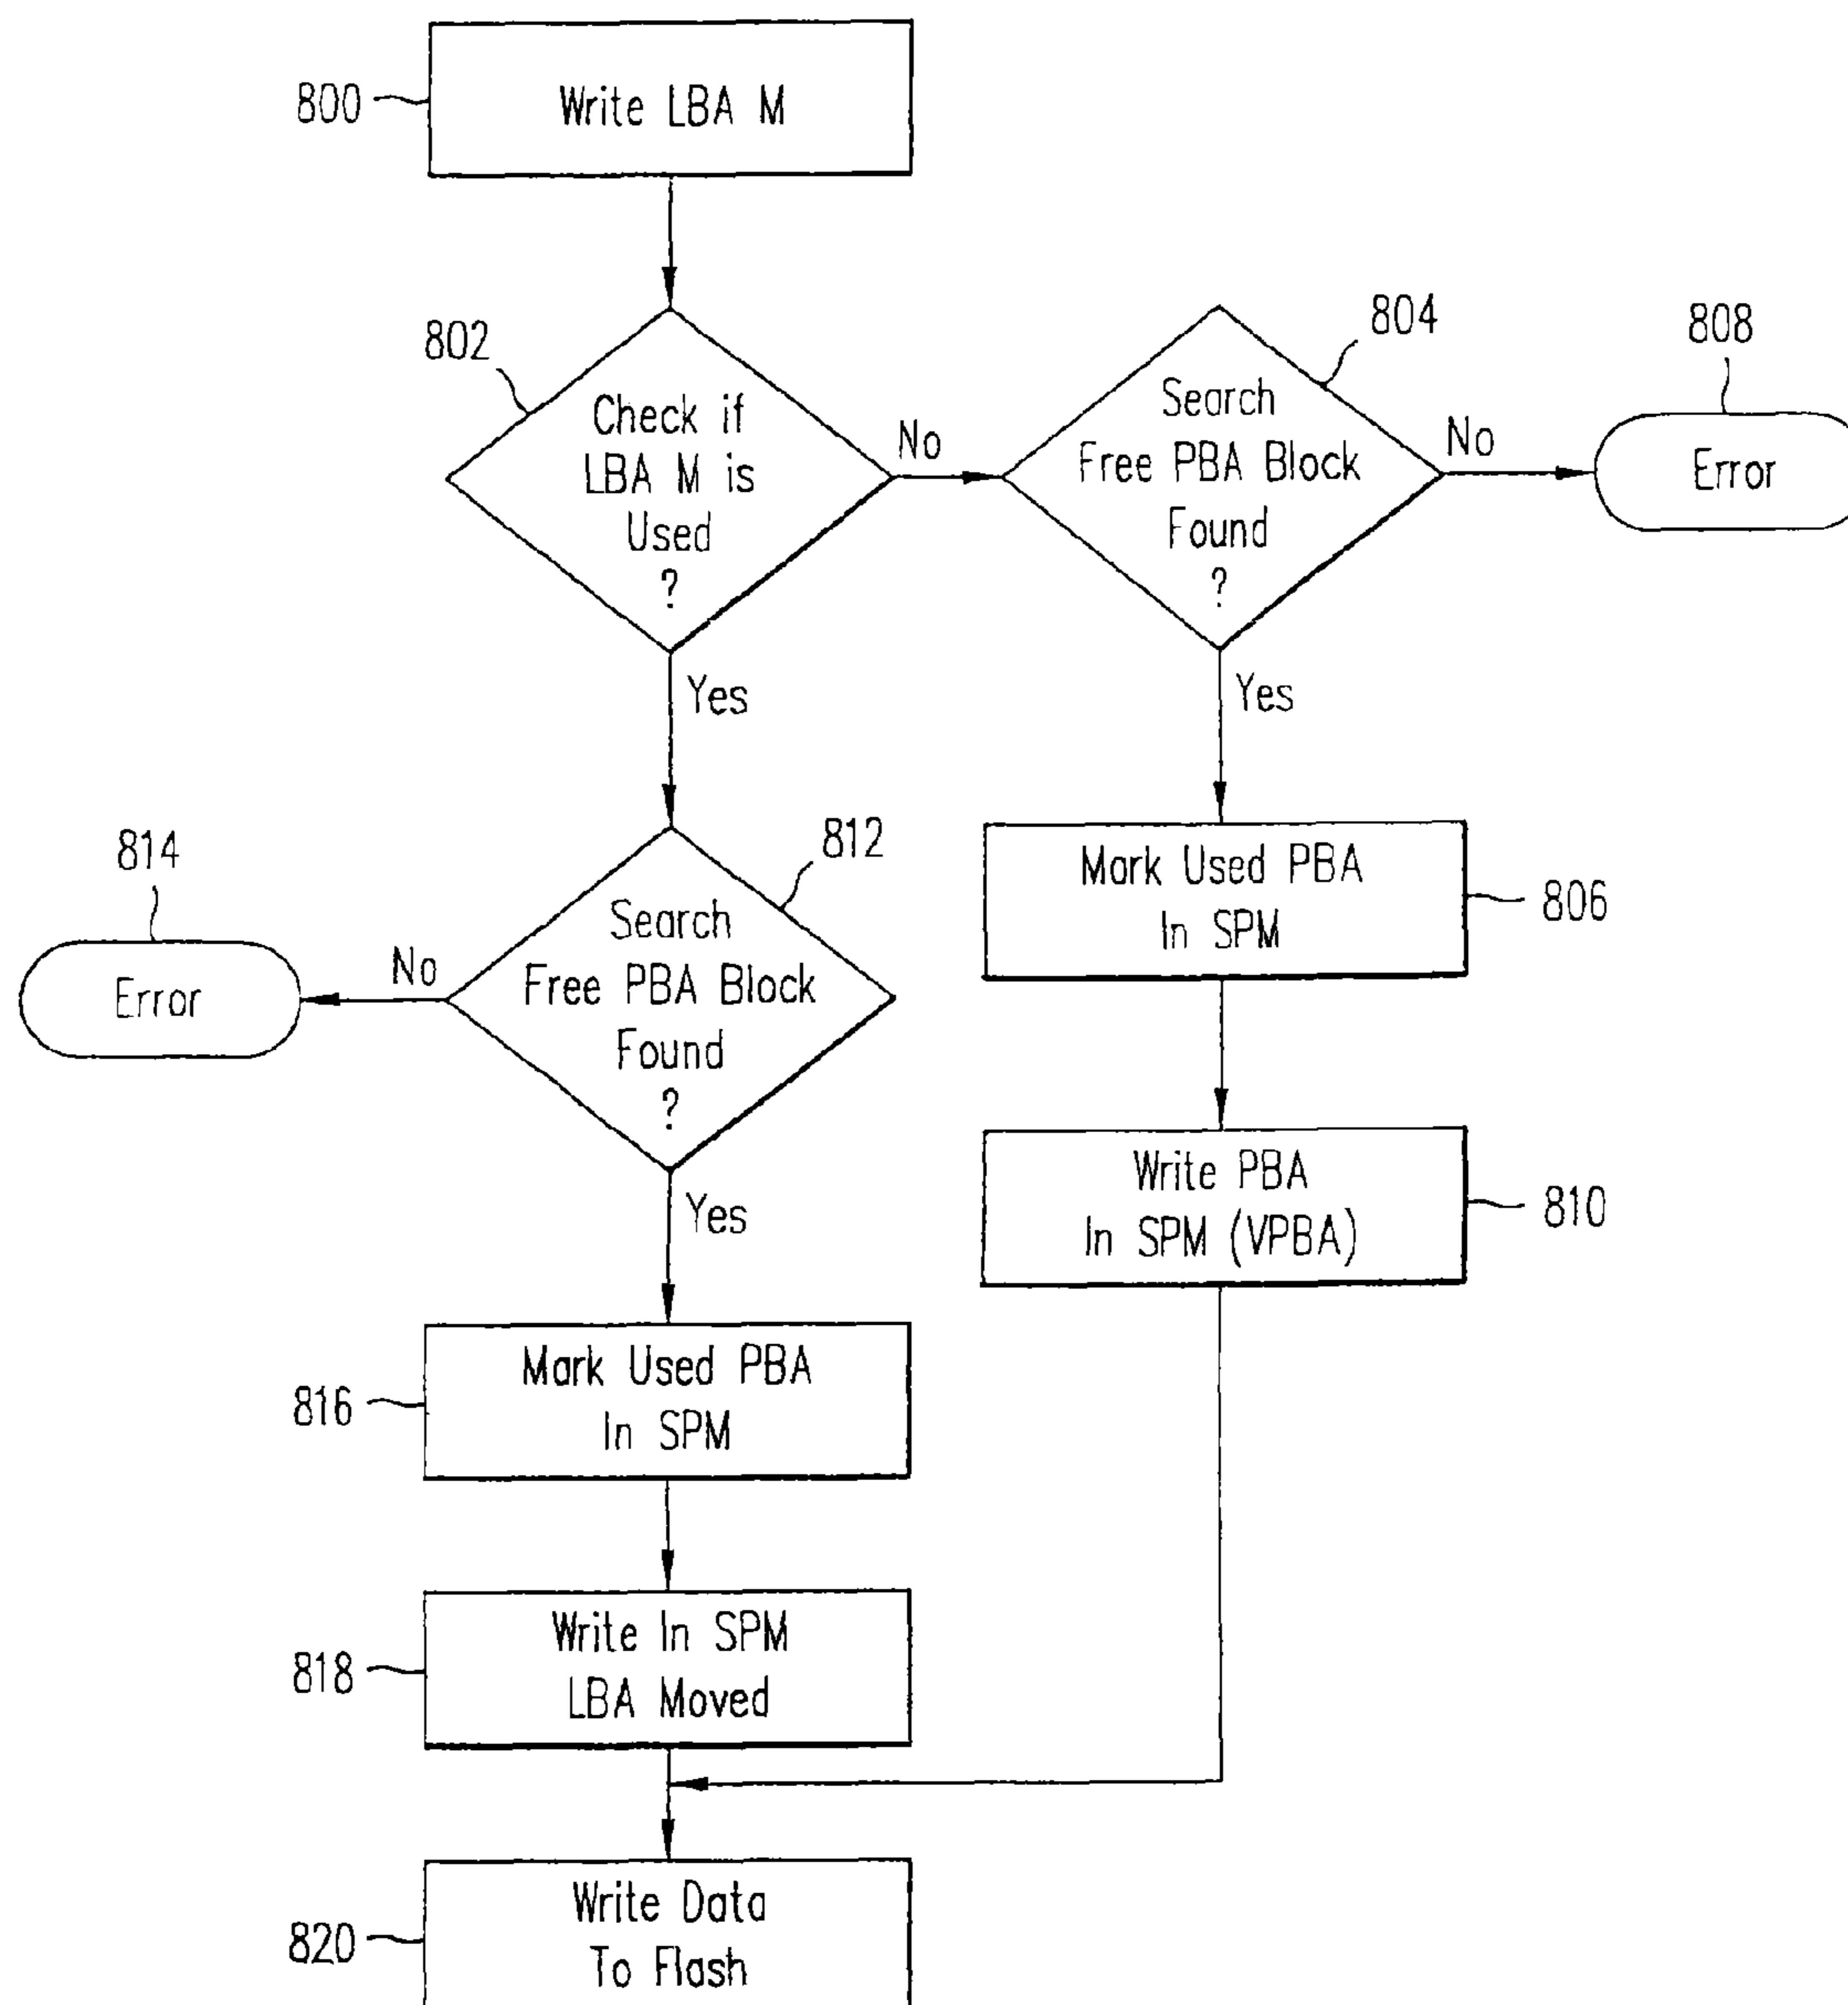 800
Write LBA M
802
Check if
LBA M is
Used
?
No
804
Search
Free PBA Block
Found
?
No
808
Error
Yes
Yes
814
Error
No
812
Search
Free PBA Block
Found
?
Mark Used PBA
In SPM
806
Yes
Write PBA
In SPM (VPBA)
810
816
Mark Used PBA
In SPM
818
Write In SPM
LBA Moved
820
Write Data
To Flash